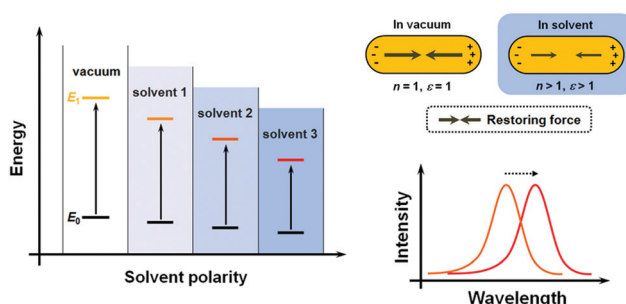 vacuum
solvent 1
solvent 2
solvent 3
E1
E0
Energy
Solvent polarity
In vacuum
- - - + + +
n = 1, ε = 1
In solvent
- - - + + +
n > 1, ε > 1
Restoring force
Intensity
Wavelength